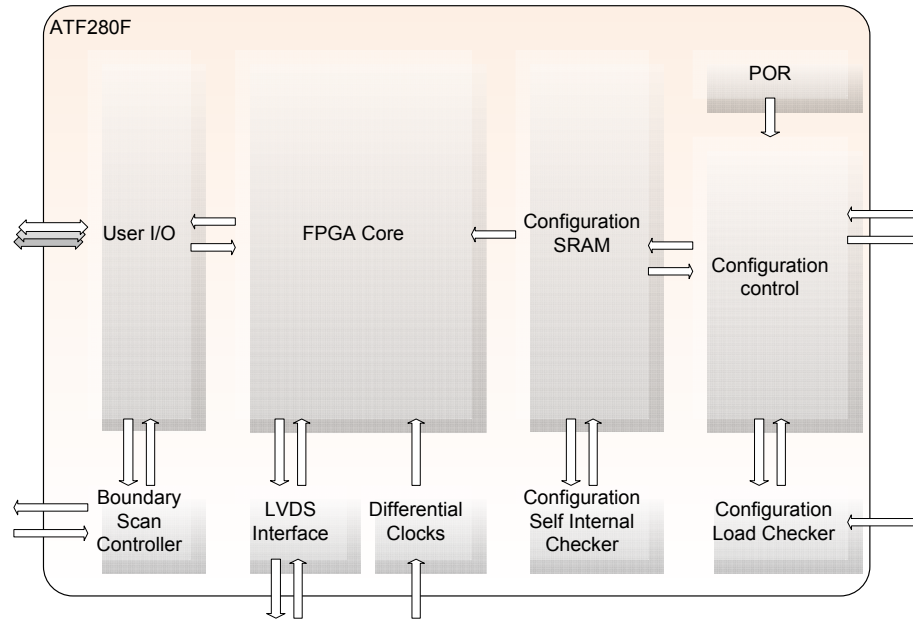 ATF280F
POR
User I/O
FPGA Core
Configuration
SRAM
Configuration
control
Boundary
Scan
Controller
LVDS
Interface
Differential
Clocks
Configuration
Self Internal
Checker
Configuration
Load Checker